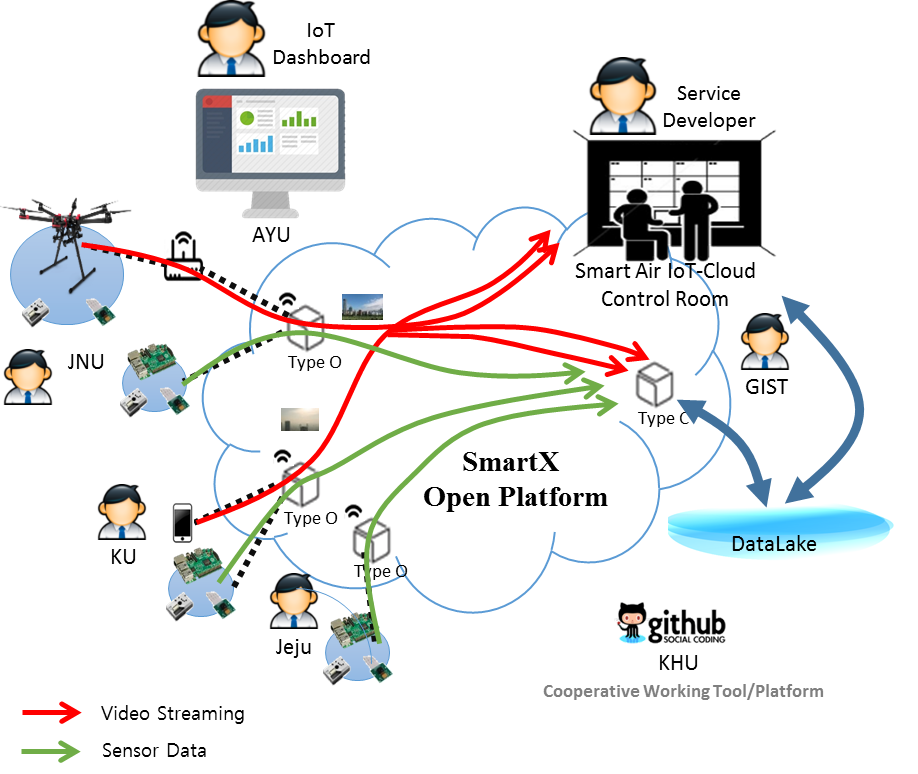 IoT
Dashboard
Service
Developer
AYU
Smart Air IoT-Cloud
Control Room
JNU
Type O
GIST
Type C
SmartX
Open Platform
Type O
KU
DataLake
Type O
Jeju
github
SOCIAL CODING
KHU
Cooperative Working Tool/Platform
Video Streaming
Sensor Data